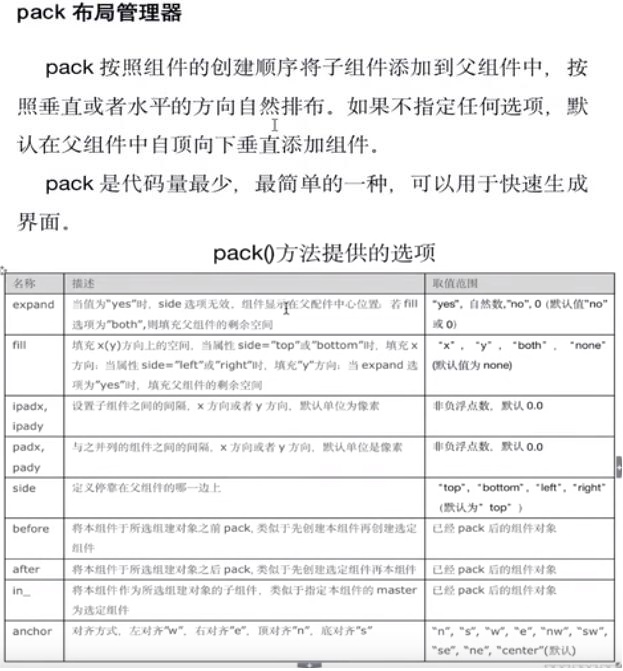 pack 布局管理器
pack 按照组件的创建顺序将子组件添加到父组件中，按
照垂直或者水平的方向自然排布。如果不指定任何选项，默
认在父组件中自顶向下垂直添加组件。
pack 是代码量最少，最简单的一种，可以用于快速生成
界面。
pack()方法提供的选项
名称 描述 取值范围
expand 当值为"yes"时，side 选项无效。组件显示在父配件中心位置；若 fill "yes", 自然数,"no", 0 (默认值"no"
选项为"both",则填充父组件的剩余空间 或 0)
fill 填充 x(y)方向上的空间，当属性 side="top"或"bottom"时，填充 x "x" ， "y" ， "both" ， "none"
方向；当属性 side="left"或"right"时，填充"y"方向；当 expand 选 (默认值为 none)
项为"yes"时，填充父组件的剩余空间
ipadx, 设置子组件之间的间隔，x 方向或者 y 方向，默认单位为像素 非负浮点数，默认 0.0
ipady
padx, 与之并列的组件之间的间隔，x 方向或者 y 方向，默认单位是像素 非负浮点数，默认 0.0
pady
side 定义停靠在父组件的哪一边上 "top"，"bottom"，"left"，"right"
(默认为" top" ）
before 将本组件于所选组建对象之前 pack, 类似于先创建本组件再创建选定 已经 pack 后的组件对象
组件
after 将本组件于所选组建对象之后 pack, 类似于先创建选定组件再本组件 已经 pack 后的组件对象
in_ 将本组件作为所选组建对象的子组件，类似于指定本组件的 master 已经 pack 后的组件对象
为选定组件
anchor 对齐方式，左对齐"w"，右对齐"e"，顶对齐"n"，底对齐"s" "n", "s", "w", "e", "nw", "sw",
"se", "ne", "center"(默认)